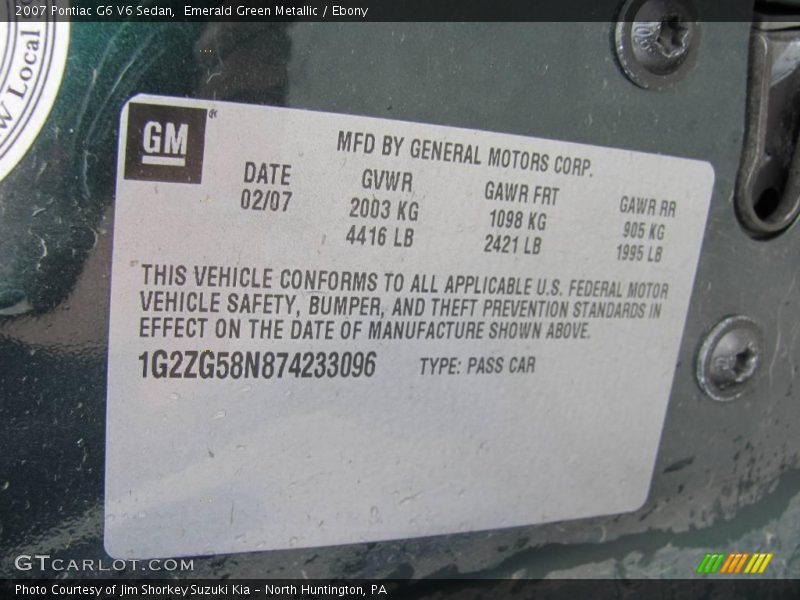 2007 Pontiac G6 V6 Sedan, Emerald Green Metallic / Ebony
w Local
GM
MFD BY GENERAL MOTORS CORP.
DATE GVWR GAWR FRT GAWR RR
02/07 2003 KG 1098 KG 905 KG
4416 LB 2421 LB 1995 LB
THIS VEHICLE CONFORMS TO ALL APPLICABLE U.S. FEDERAL MOTOR
VEHICLE SAFETY, BUMPER, AND THEFT PREVENTION STANDARDS IN
EFFECT ON THE DATE OF MANUFACTURE SHOWN ABOVE.
1G2ZG58N874233096 TYPE: PASS CAR
GTCARLOT.COM
Photo Courtesy of Jim Shorkey Suzuki Kia - North Huntington, PA